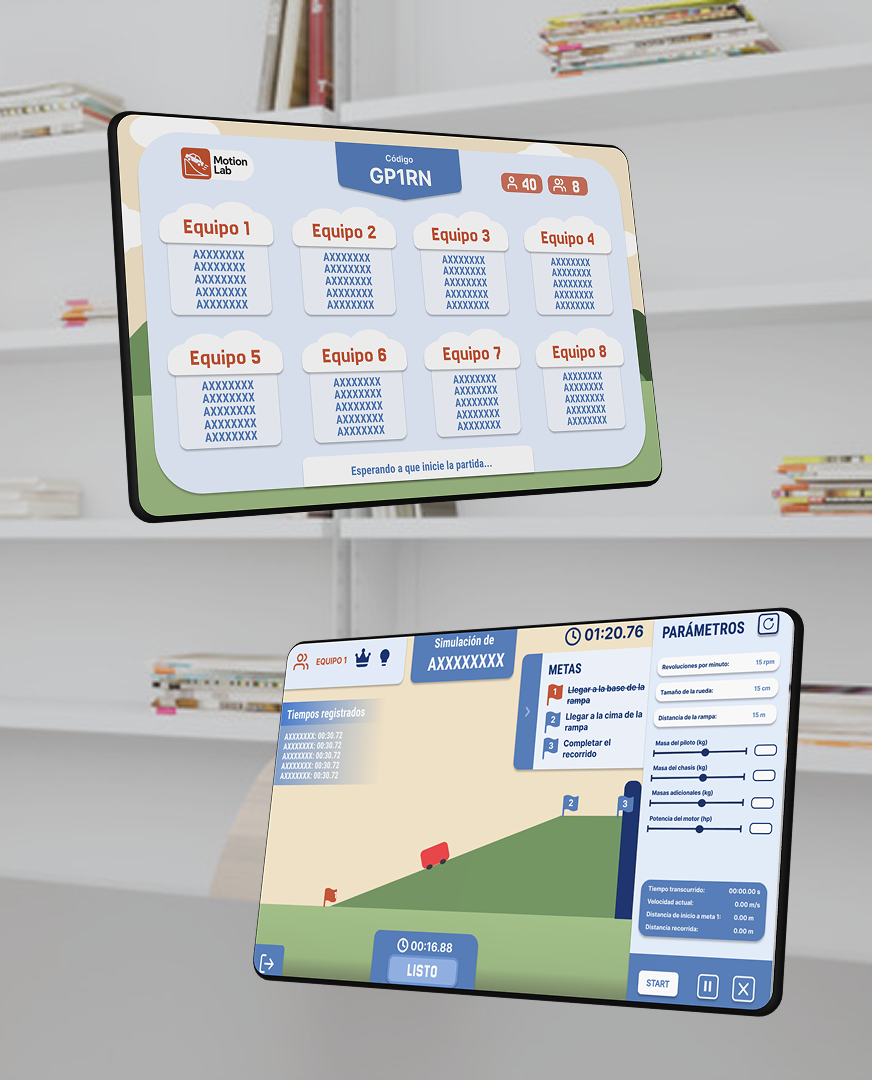 Motion
Lab
Código
GP1RN
40
8
Equipo 1
AXXXXXXX
AXXXXXXX
AXXXXXXX
AXXXXXXX
AXXXXXXX
Equipo 2
AXXXXXXX
AXXXXXXX
AXXXXXXX
AXXXXXXX
AXXXXXXX
Equipo 3
AXXXXXXX
AXXXXXXX
AXXXXXXX
AXXXXXXX
AXXXXXXX
Equipo 4
AXXXXXXX
AXXXXXXX
AXXXXXXX
AXXXXXXX
AXXXXXXX
Equipo 5
AXXXXXXX
AXXXXXXX
AXXXXXXX
AXXXXXXX
AXXXXXXX
Equipo 6
AXXXXXXX
AXXXXXXX
AXXXXXXX
AXXXXXXX
AXXXXXXX
Equipo 7
AXXXXXXX
AXXXXXXX
AXXXXXXX
AXXXXXXX
AXXXXXXX
Equipo 8
AXXXXXXX
AXXXXXXX
AXXXXXXX
AXXXXXXX
AXXXXXXX
Esperando a que inicie la partida...
EQUIPO 1
Simulación de
AXXXXXXXX
01:20.76
Tiempos registrados
AXXXXXXX: 00:30.72
AXXXXXXX: 00:30.72
AXXXXXXX: 00:30.72
AXXXXXXX: 00:30.72
AXXXXXXX: 00:30.72
METAS
1 Llegar a la base de la
rampa
2 Llegar a la cima de la
rampa
3 Completar el
recorrido
2
3
00:16.88
LISTO
PARÁMETROS
Revoluciones por minuto: 15 rpm
Tamaño de la rueda: 15 cm
Distancia de la rampa: 15 m
Masa del piloto (kg)
Masa del chasis (kg)
Masas adicionales (kg)
Potencia del motor (hp)
Tiempo transcurrido: 00:00.00 s
Velocidad actual: 0.00 m/s
Distancia de inicio a meta 1: 0.00 m
Distancia recorrida: 0.00 m
START